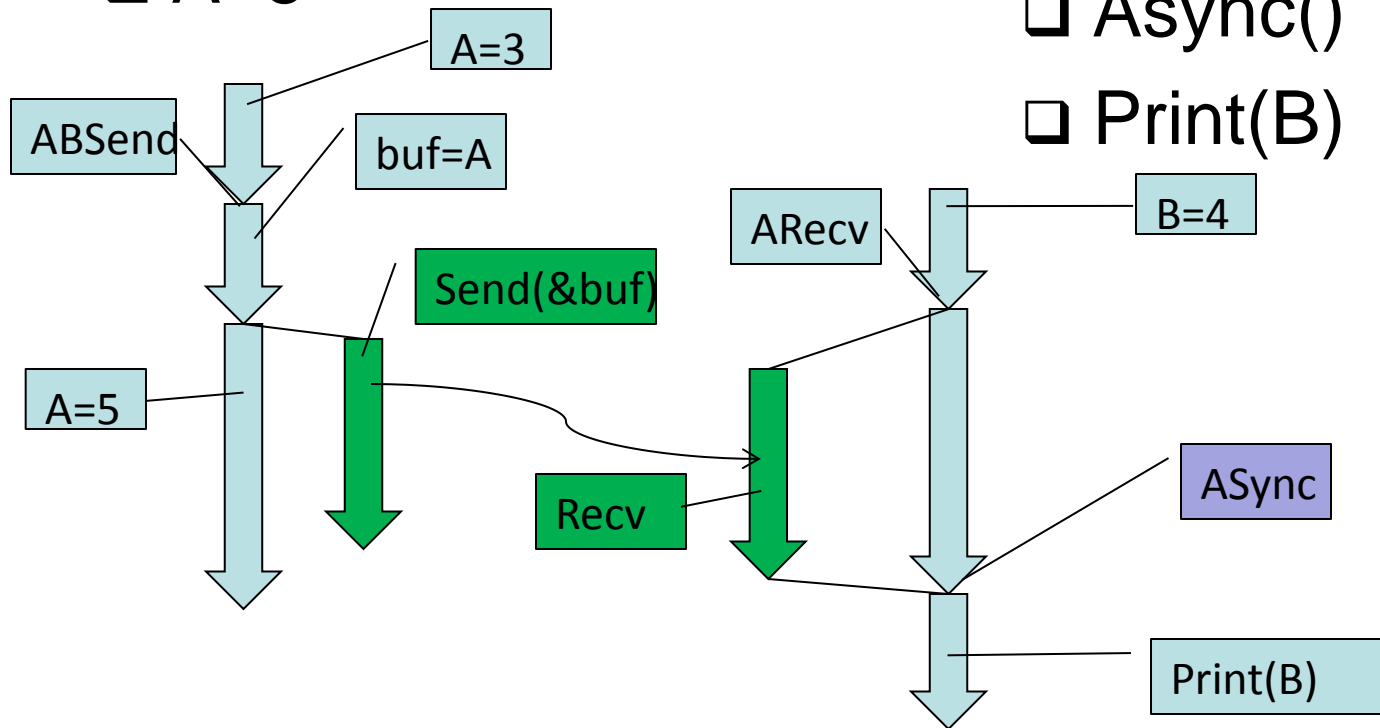 Async()
Print(B)
A=3
ABSend
buf=A
ARecv
B=4
Send(&buf)
A=5
Recv
ASync
Print(B)